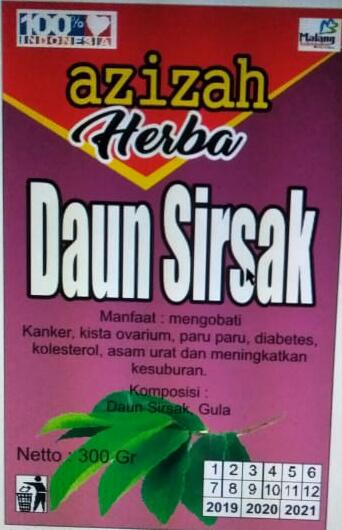 100% INDONESIA
Malang
azizah
Herba
Daun Sirsak
Manfaat : mengobati
Kanker, kista ovarium, paru paru, diabetes,
kolesterol, asam urat dan meningkatkan
kesuburan.
Komposisi :
Daun Sirsak, Gula
Netto : 300 Gr
1 2 3 4 5 6
7 8 9 10 11 12
2019 2020 2021